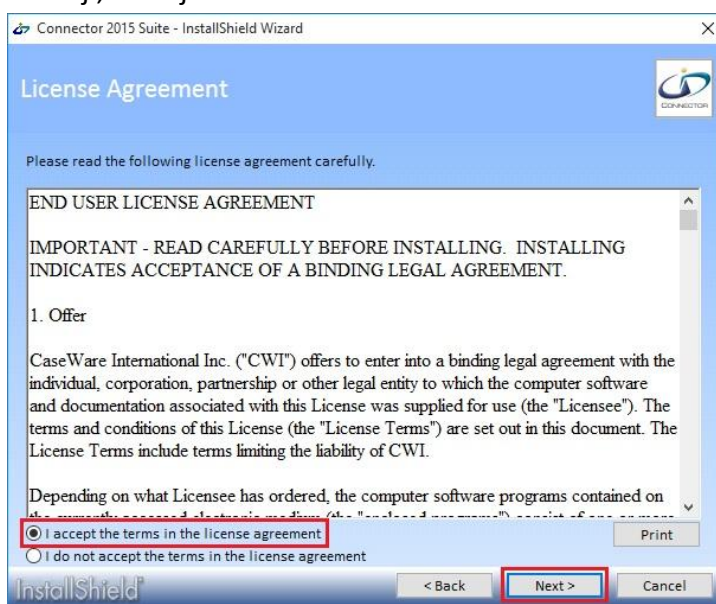 Connector 2015 Suite - InstallShield Wizard
License Agreement
CONNECTOR
Please read the following license agreement carefully.
END USER LICENSE AGREEMENT
IMPORTANT - READ CAREFULLY BEFORE INSTALLING. INSTALLING
INDICATES ACCEPTANCE OF A BINDING LEGAL AGREEMENT.
1. Offer
CaseWare International Inc. ("CWI") offers to enter into a binding legal agreement with the
individual, corporation, partnership or other legal entity to which the computer software
and documentation associated with this License was supplied for use (the "Licensee"). The
terms and conditions of this License (the "License Terms") are set out in this document. The
License Terms include terms limiting the liability of CWI.
Depending on what Licensee has ordered, the computer software programs contained on
I accept the terms in the license agreement
Print
I do not accept the terms in the license agreement
InstallShield
< Back
Next >
Cancel